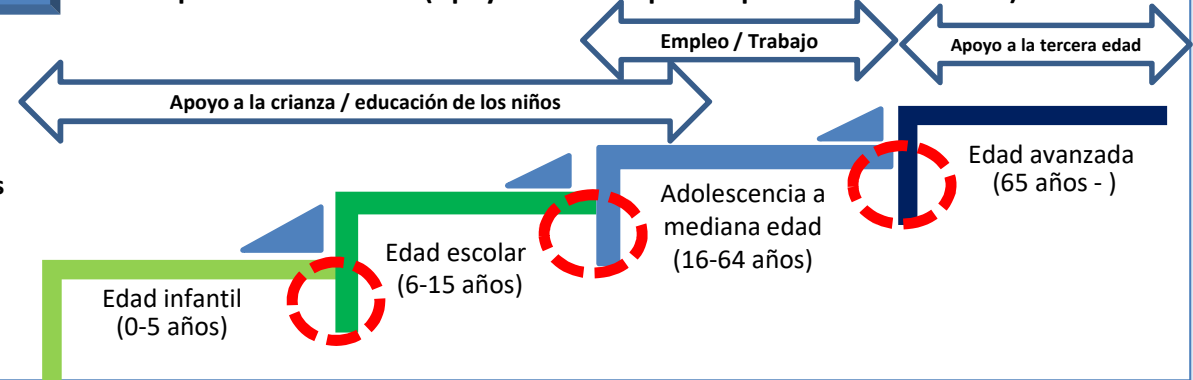 Empleo / Trabajo
Apoyo a la tercera edad
Apoyo a la crianza / educación de los niños
Edad avanzada
(65 años - )
Adolescencia a
mediana edad
(16-64 años)
Edad escolar
(6-15 años)
Edad infantil
(0-5 años)